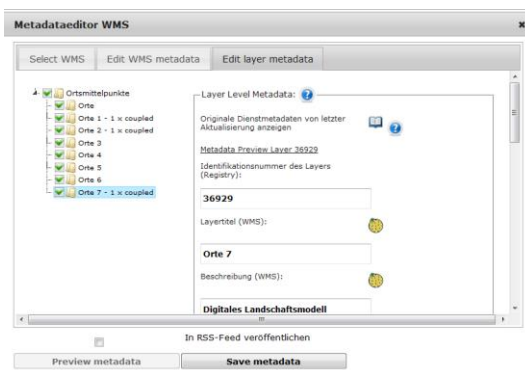 Metadataeditor WMS
Select WMS
Edit WMS metadata
Edit layer metadata
Ortsmittelpunkte
Orte
Orte 1 - 1 x coupled
Orte 2 - 1 x coupled
Orte 3
Orte 4
Orte 5
Orte 6
Orte 7 - 1 x coupled
Layer Level Metadata:
Originale Dienstmetadaten von letzter
Aktualisierung anzeigen
Metadata Preview Layer 36929
Identifikationsnummer des Layers
(Registry):
36929
Layertitel (WMS):
Orte 7
Beschreibung (WMS):
Digitales Landschaftsmodell
In RSS-Feed veröffentlichen
Preview metadata
Save metadata